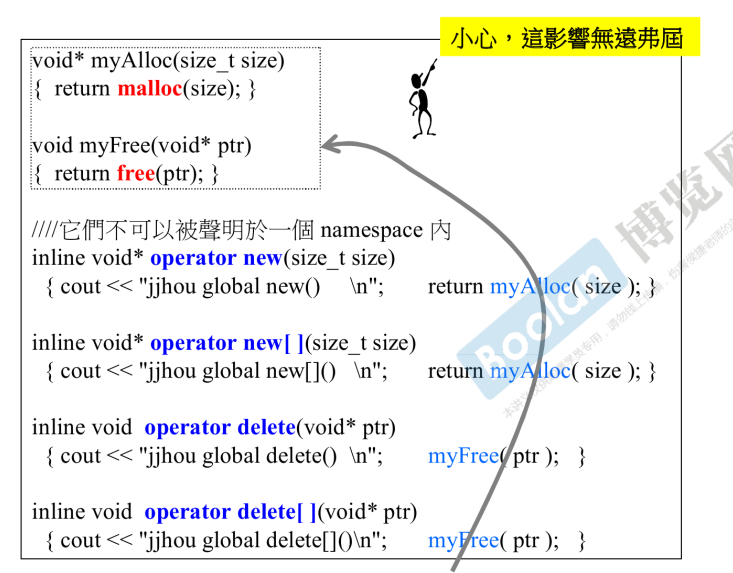 小心，這影響無遠弗屆
void* myAlloc(size_t size)
{ return malloc(size); }
void myFree(void* ptr)
{ return free(ptr); }
////它們不可以被聲明於一個 namespace 內
inline void* operator new(size_t size)
{ cout << "jjhou global new() \n"; return myAlloc( size ); }
inline void* operator new[ ](size_t size)
{ cout << "jjhou global new[]() \n"; return myAlloc( size ); }
inline void operator delete(void* ptr)
{ cout << "jjhou global delete() \n"; myFree( ptr ); }
inline void operator delete[ ](void* ptr)
{ cout << "jjhou global delete[]()\n"; myFree( ptr ); }
Boolan
博覽